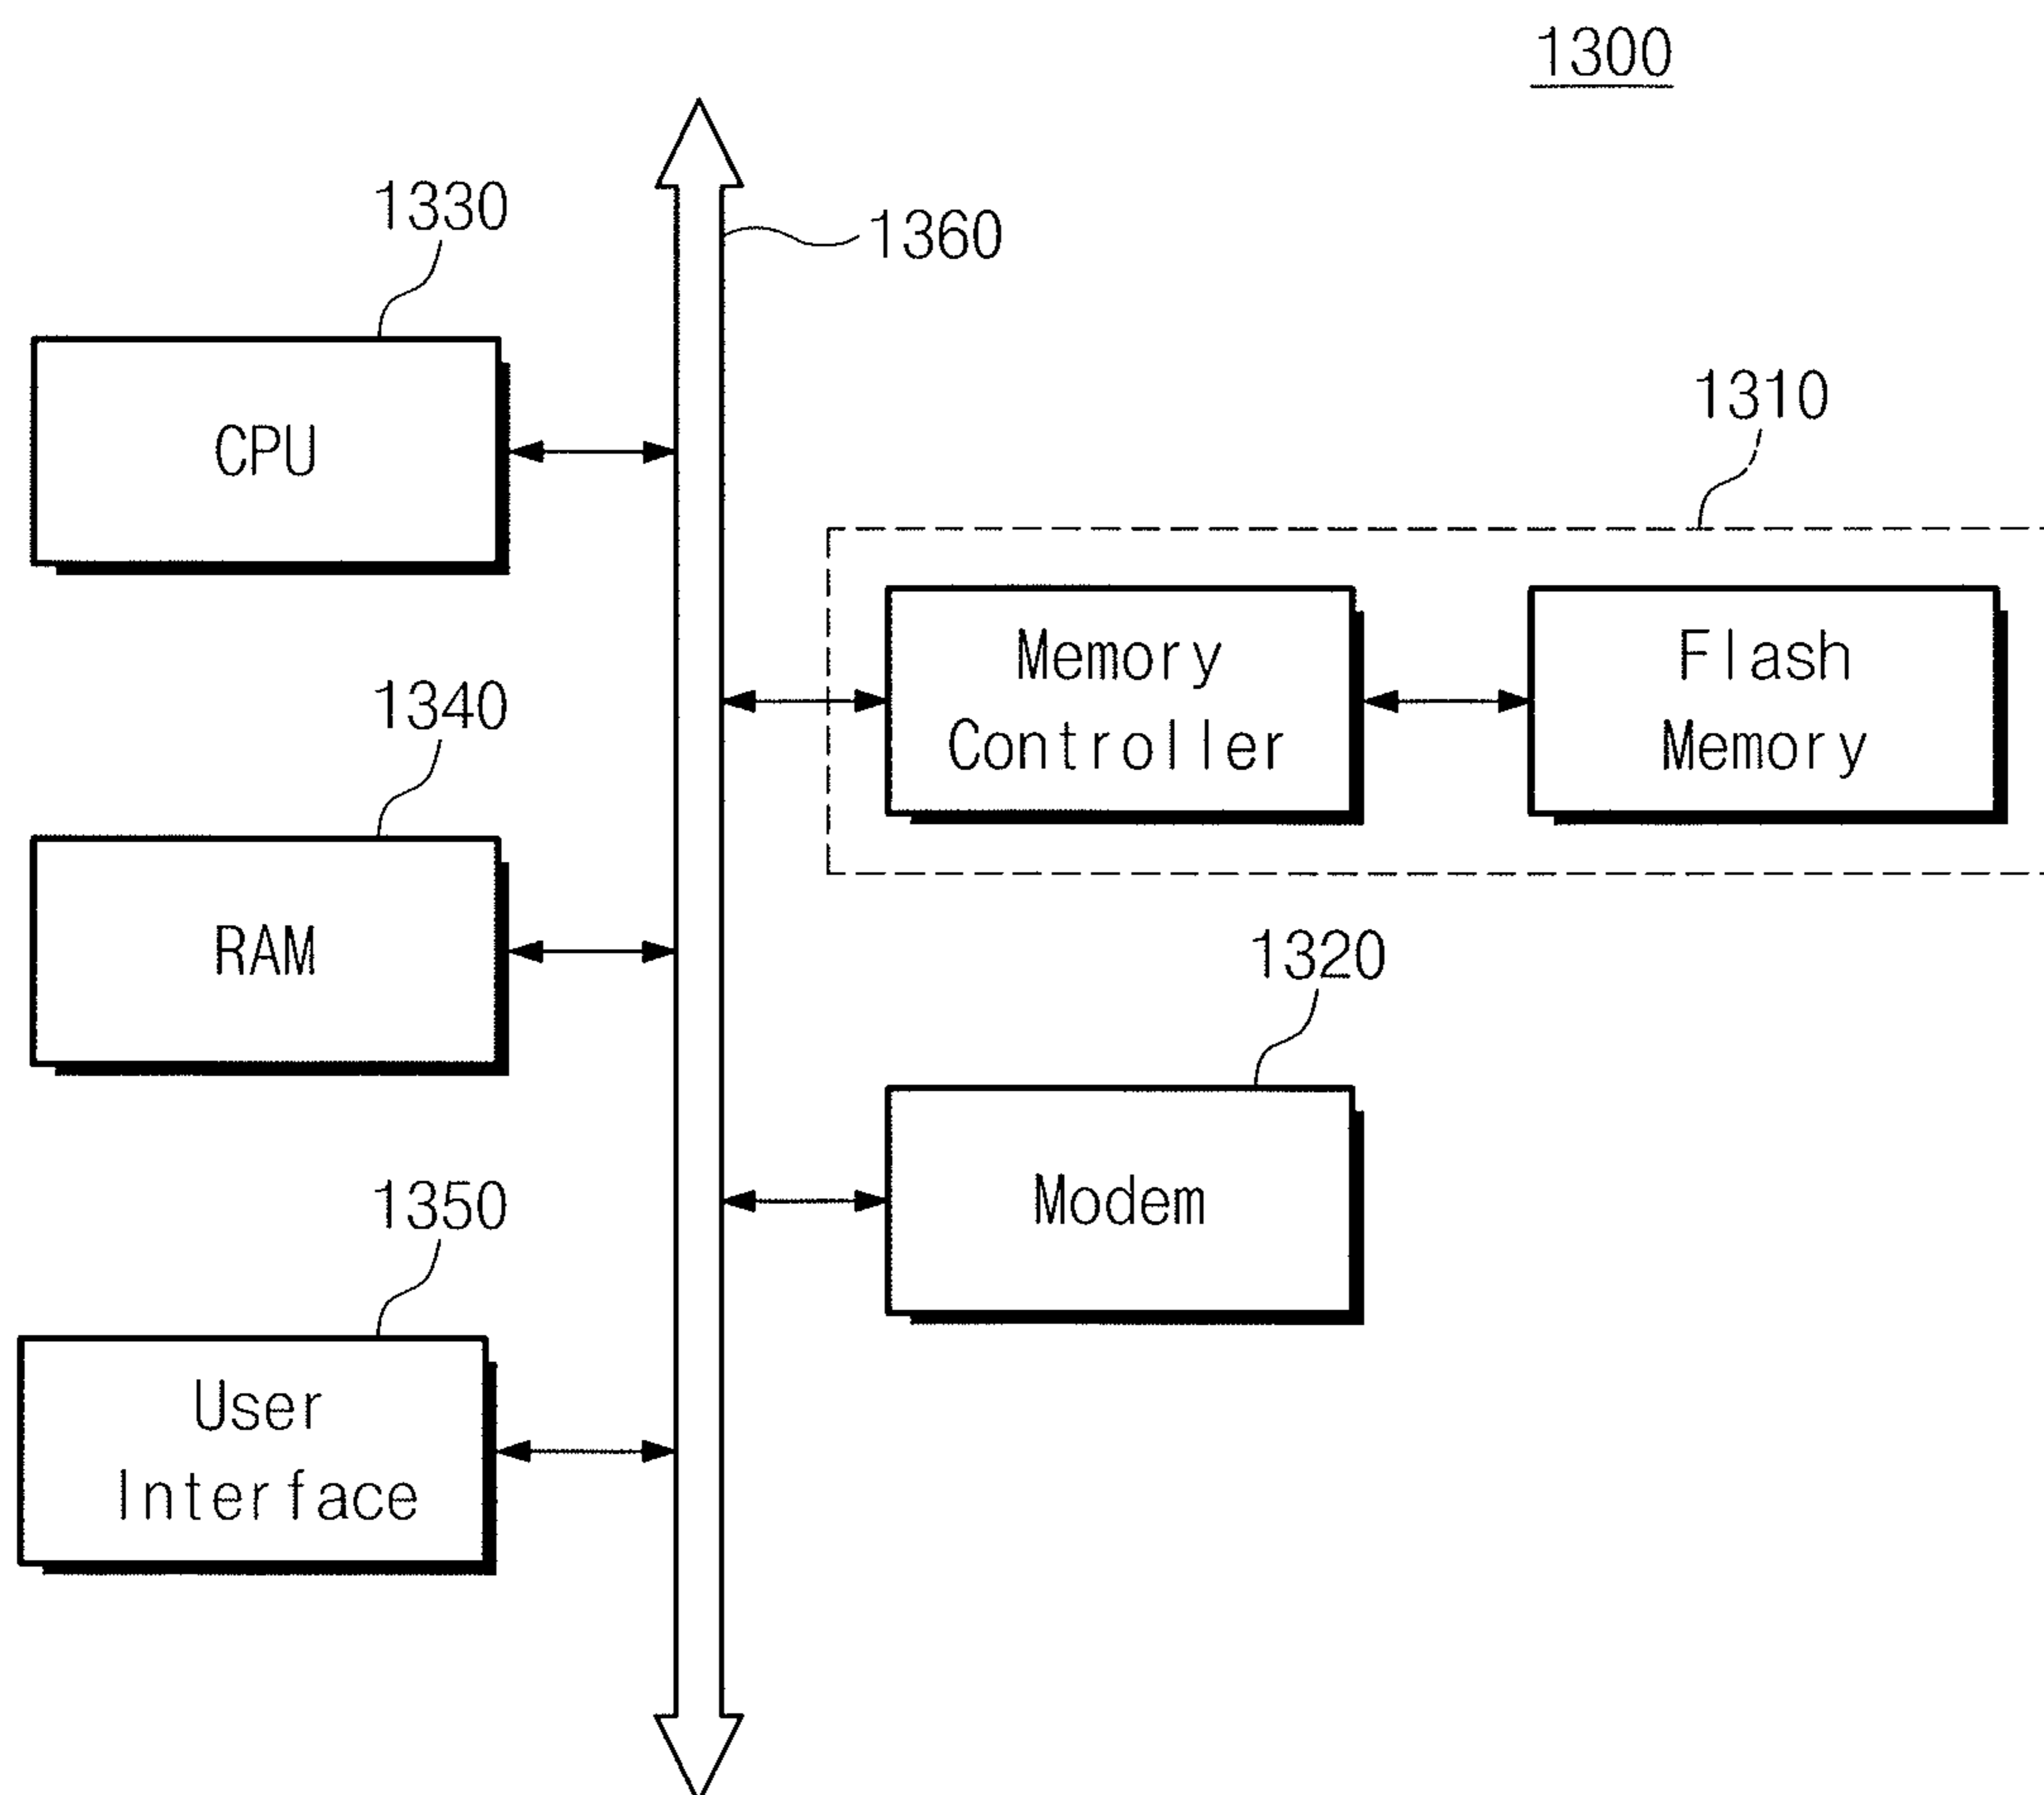 1300
1330
1360
CPU
1310
Memory
Controller
Flash
Memory
1340
RAM
1320
Modem
1350
User
Interface